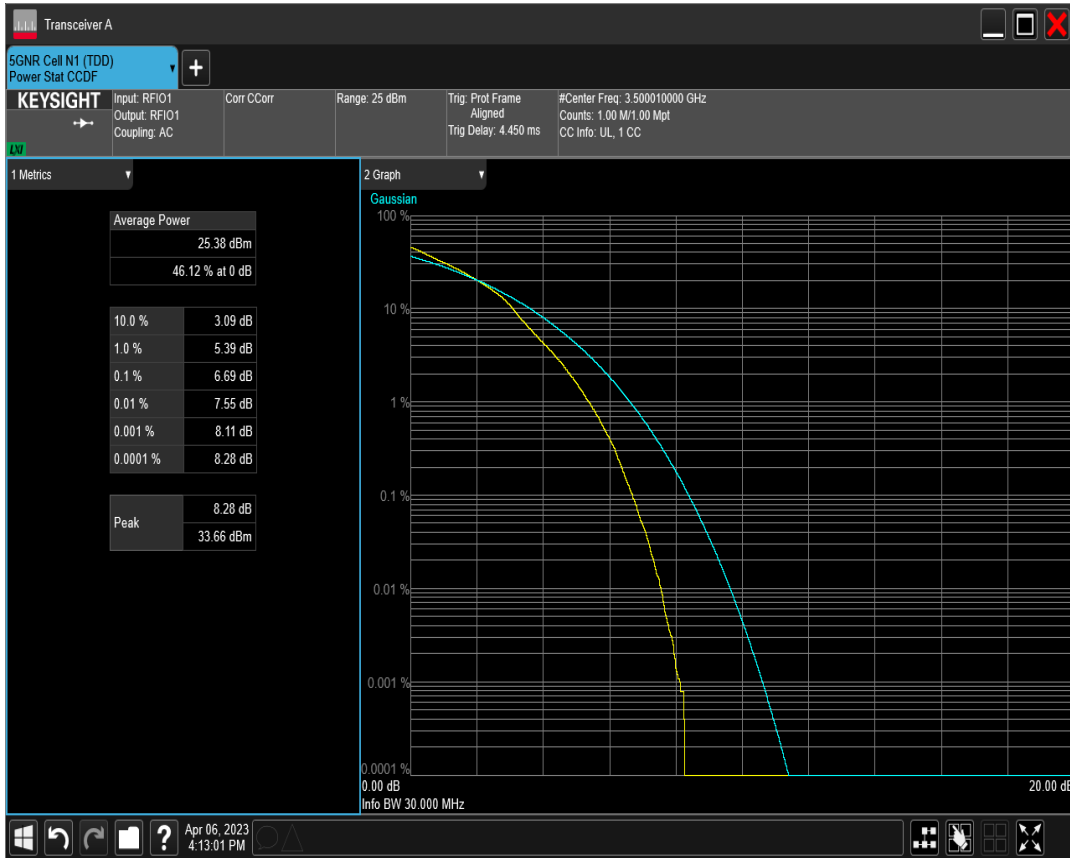 Transceiver A
5GNR Cell N1 (TDD)
Power Stat CCDF
KEYSIGHT
LXI
Input: RFIO1
Output: RFIO1
Coupling: AC
Corr CCorr
Range: 25 dBm
Trig: Prot Frame
Aligned
Trig Delay: 4.450 ms
#Center Freq: 3.500010000 GHz
Counts: 1.00 M/1.00 Mpt
CC Info: UL, 1 CC
1 Metrics
Average Power
25.38 dBm
46.12 % at 0 dB
10.0 % 3.09 dB
1.0 % 5.39 dB
0.1 % 6.69 dB
0.01 % 7.55 dB
0.001 % 8.11 dB
0.0001 % 8.28 dB
Peak 8.28 dB
33.66 dBm
2 Graph
Gaussian
100 %
10 %
1 %
0.1 %
0.01 %
0.001 %
0.0001 %
0.00 dB 20.00 dB
Info BW 30.000 MHz
Apr 06, 2023
4:13:01 PM